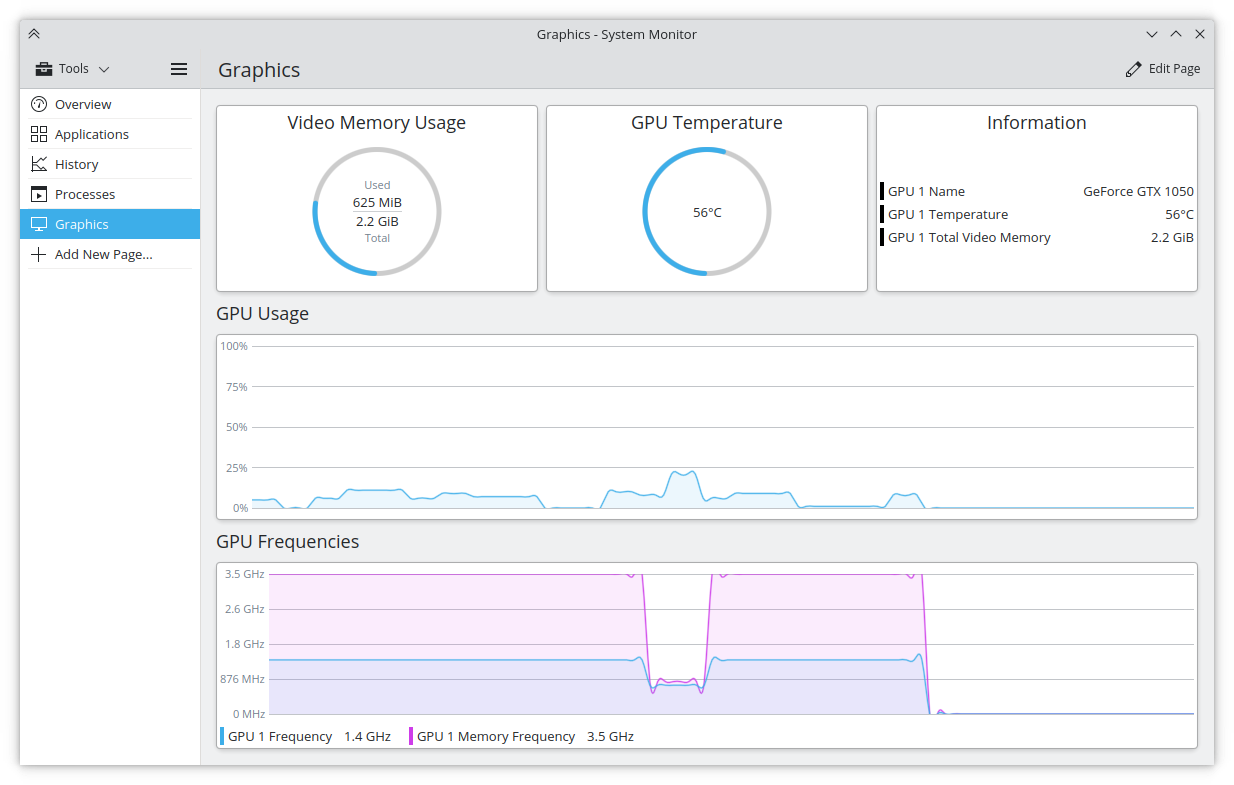 Graphics - System Monitor
Tools
Graphics
Edit Page
Overview
Applications
History
Processes
Graphics
Add New Page...
Video Memory Usage
Used
625 MiB
2.2 GiB
Total
GPU Temperature
56°C
Information
GPU 1 Name GeForce GTX 1050
GPU 1 Temperature 56°C
GPU 1 Total Video Memory 2.2 GiB
GPU Usage
100%
75%
50%
25%
0%
GPU Frequencies
3.5 GHz
2.6 GHz
1.8 GHz
876 MHz
0 MHz
GPU 1 Frequency 1.4 GHz GPU 1 Memory Frequency 3.5 GHz